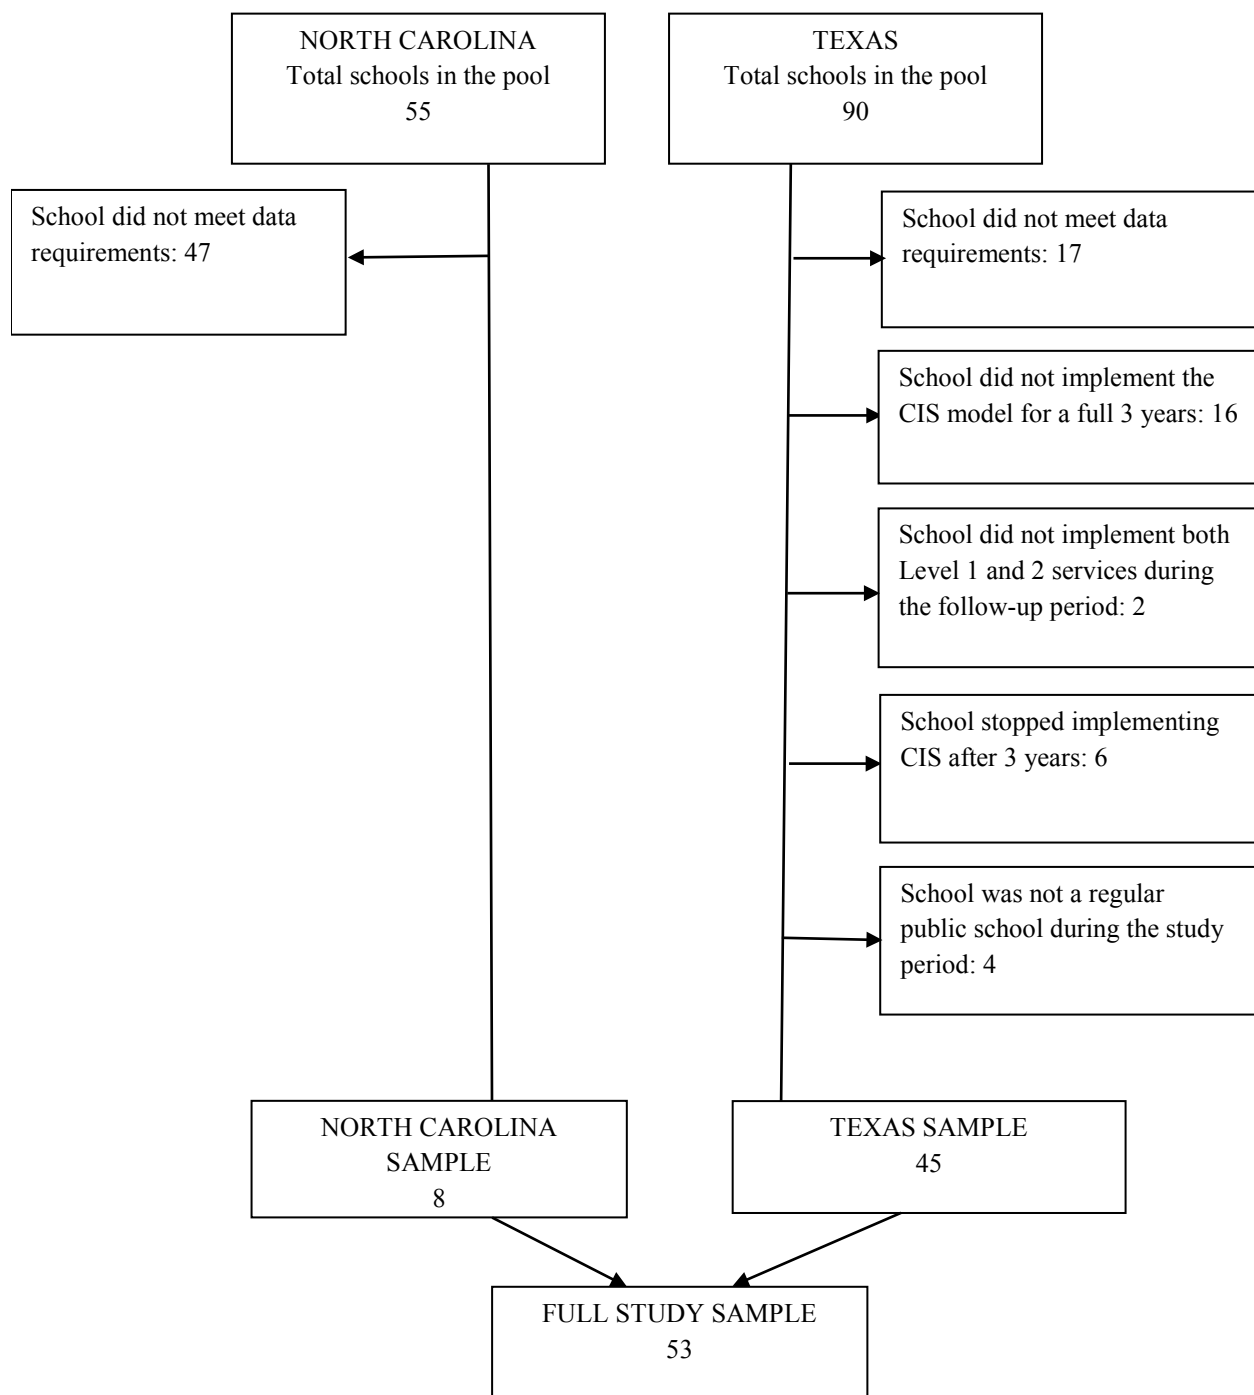 NORTH CAROLINA
Total schools in the pool
55
TEXAS
Total schools in the pool
90
School did not meet data
requirements: 47
School did not meet data
requirements: 17
School did not implement the
CIS model for a full 3 years: 16
School did not implement both
Level 1 and 2 services during
the follow-up period: 2
School stopped implementing
CIS after 3 years: 6
School was not a regular
public school during the study
period: 4
NORTH CAROLINA
SAMPLE
8
TEXAS SAMPLE
45
FULL STUDY SAMPLE
53